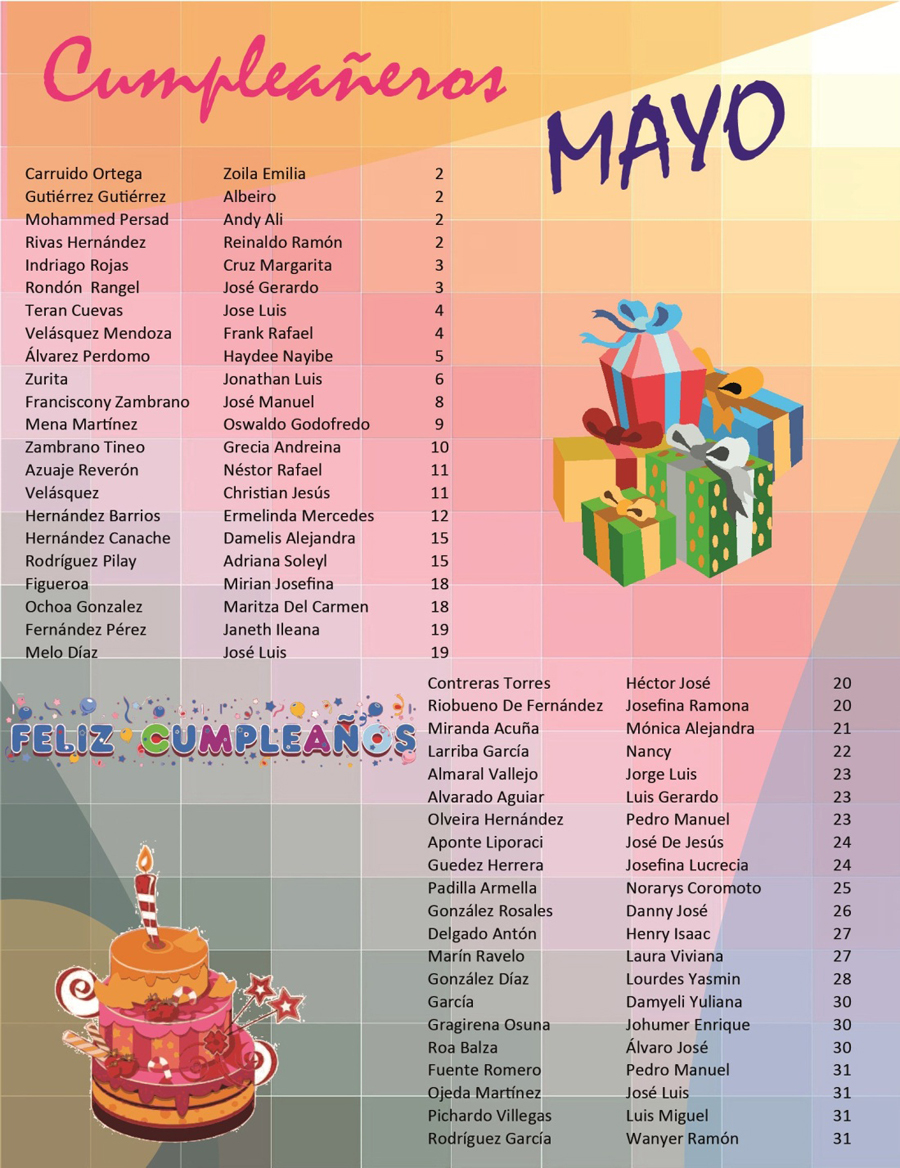 Cumpleañeros
MAYO
Carruido Ortega Zoila Emilia 2
Gutiérrez Gutiérrez Albeiro 2
Mohammed Persad Andy Ali 2
Rivas Hernández Reinaldo Ramón 2
Indriago Rojas Cruz Margarita 3
Rondón Rangel José Gerardo 3
Teran Cuevas Jose Luis 4
Velásquez Mendoza Frank Rafael 4
Álvarez Perdomo Haydee Nayibe 5
Zurita Jonathan Luis 6
Franciscony Zambrano José Manuel 8
Mena Martínez Oswaldo Godofredo 9
Zambrano Tineo Grecia Andreina 10
Azuaje Reverón Néstor Rafael 11
Velásquez Christian Jesús 11
Hernández Barrios Ermelinda Mercedes 12
Hernández Canache Damelis Alejandra 15
Rodríguez Pilay Adriana Soleyl 15
Figueroa Mirian Josefina 18
Ochoa Gonzalez Maritza Del Carmen 18
Fernández Pérez Janeth Ileana 19
Melo Díaz José Luis 19
FELIZ CUMPLEAÑOS
Contreras Torres Héctor José 20
Riobueno De Fernández Josefina Ramona 20
Miranda Acuña Mónica Alejandra 21
Larriba García Nancy 22
Almaral Vallejo Jorge Luis 23
Alvarado Aguiar Luis Gerardo 23
Olveira Hernández Pedro Manuel 23
Aponte Liporaci José De Jesús 24
Guedez Herrera Josefina Lucrecia 24
Padilla Armella Norarys Coromoto 25
González Rosales Danny José 26
Delgado Antón Henry Isaac 27
Marín Ravelo Laura Viviana 27
González Díaz Lourdes Yasmin 28
García Damyeli Yuliana 30
Gragirena Osuna Johumer Enrique 30
Roa Balza Álvaro José 30
Fuente Romero Pedro Manuel 31
Ojeda Martínez José Luis 31
Pichardo Villegas Luis Miguel 31
Rodríguez García Wanyer Ramón 31